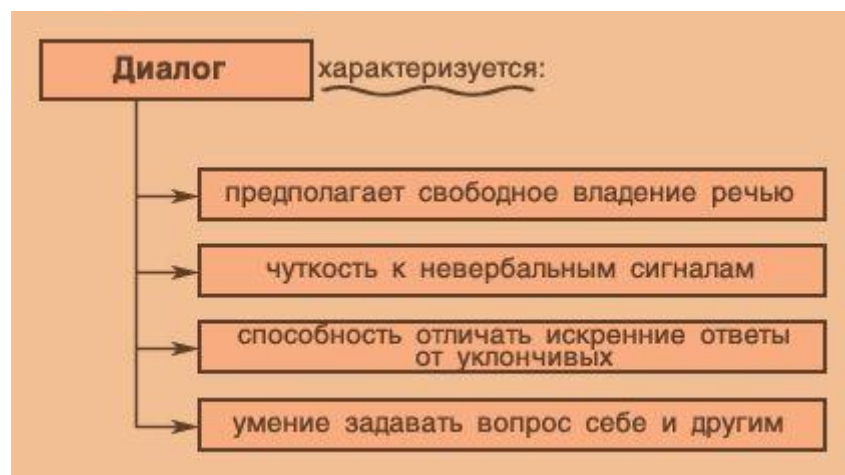 Диалог характеризуется:
предполагает свободное владение речью
чуткость к невербальным сигналам
способность отличать искренние ответы
от уклончивых
умение задавать вопрос себе и другим